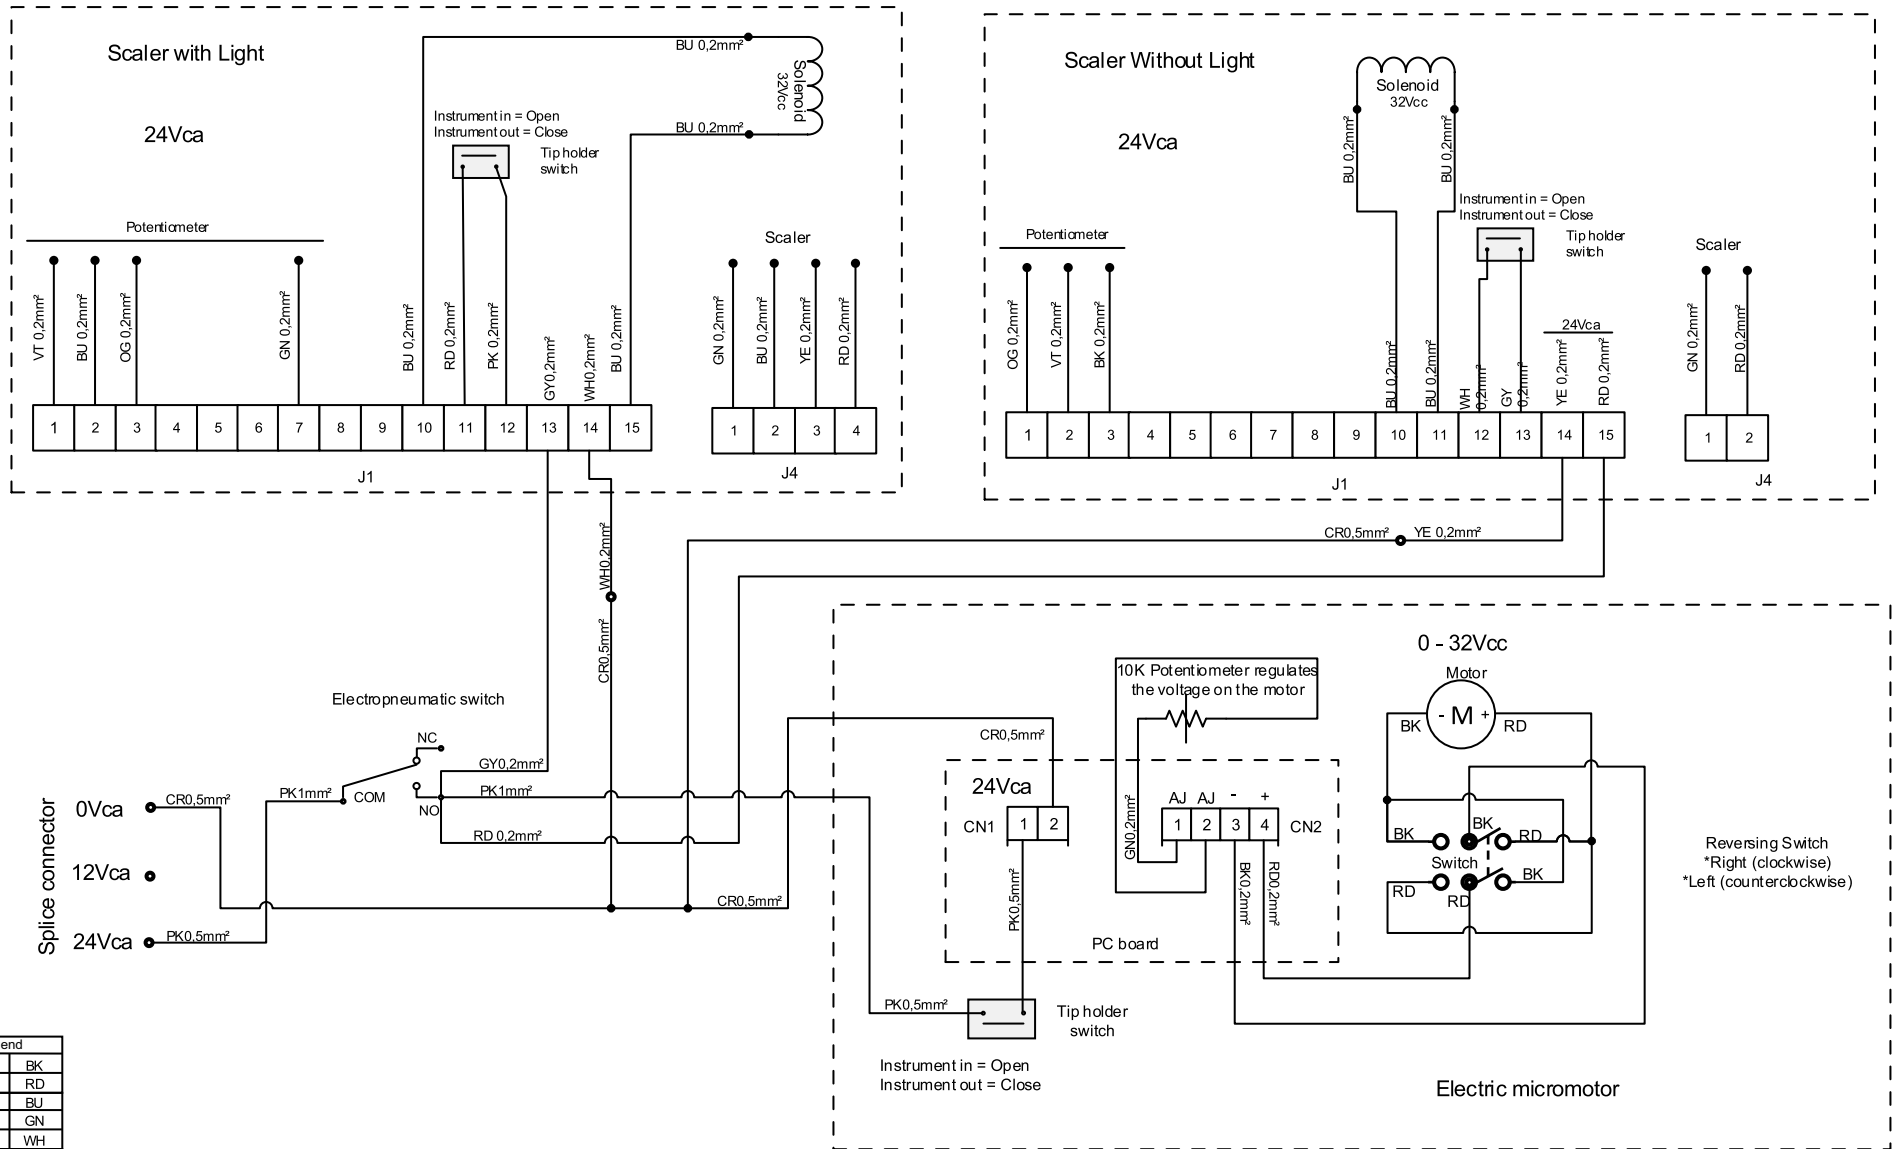 Scaler with Light
24Vca
BU 0,2mm²
Solenoid
32Vcc
BU 0,2mm²
Instrument in = Open
Instrument out = Close
Tip holder
switch
Potentiometer
VT 0,2mm²
BU 0,2mm²
OG 0,2mm²
GN 0,2mm²
BU 0,2mm²
RD 0,2mm²
PK 0,2mm²
GY0,2mm²
WH0,2mm²
BU 0,2mm²
1 2 3 4 5 6 7 8 9 10 11 12 13 14 15
J1
Scaler
GN 0,2mm²
BU 0,2mm²
YE 0,2mm²
RD 0,2mm²
1 2 3 4
J4
Scaler Without Light
24Vca
Solenoid
32Vcc
BU 0,2mm²
BU 0,2mm²
Instrument in = Open
Instrument out = Close
Tip holder
switch
Potentiometer
OG 0,2mm²
VT 0,2mm²
BK 0,2mm²
BU 0,2mm²
BU 0,2mm²
WH
0,2mm²
GY
0,2mm²
24Vca
YE 0,2mm²
RD 0,2mm²
1 2 3 4 5 6 7 8 9 10 11 12 13 14 15
J1
Scaler
GN 0,2mm²
RD 0,2mm²
1 2
J4
CR0,5mm²
YE 0,2mm²
WH0,2mm²
CR0,5mm²
Electropneumatic switch
NC
COM
NO
GY0,2mm²
PK1mm²
PK1mm²
RD 0,2mm²
Splice connector
0Vca
CR0,5mm²
12Vca
24Vca
PK0,5mm²
CR0,5mm²
CR0,5mm²
10K Potentiometer regulates
the voltage on the motor
24Vca
CN1
1 2
GN0,2mm²
AJ AJ - +
1 2 3 4
CN2
PK0,5mm²
BK0,2mm²
RD0,2mm²
PC board
PK0,5mm²
Tip holder
switch
Instrument in = Open
Instrument out = Close
0 - 32Vcc
Motor
- M +
BK
RD
BK
BK
RD
Switch
RD
RD
BK
Reversing Switch
*Right (clockwise)
*Left (counterclockwise)
Electric micromotor
end
BK
RD
BU
GN
WH